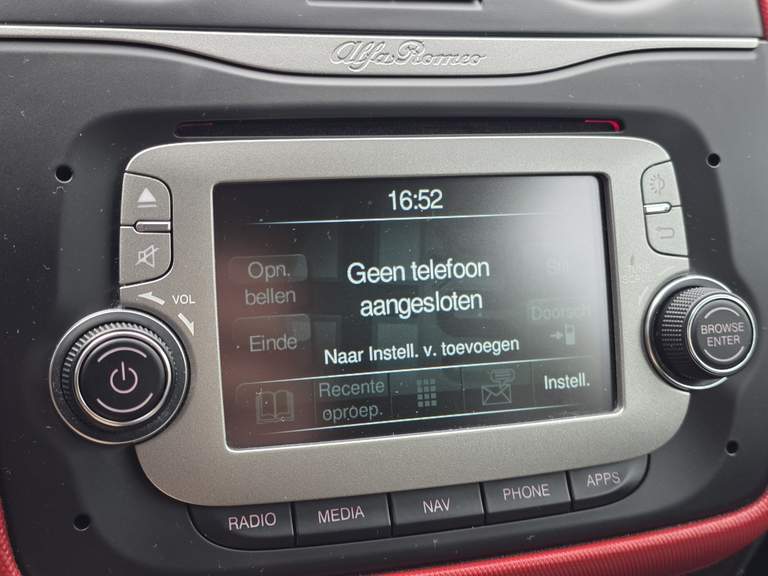 Alfa Romeo
16:52
Opn.
bellen
Geen telefoon
aangesloten
Einde
Naar Instell. v. toevoegen
Recente
oproep.
Instell.
VOL
BROWSE
ENTER
RADIO
MEDIA
NAV
PHONE
APPS